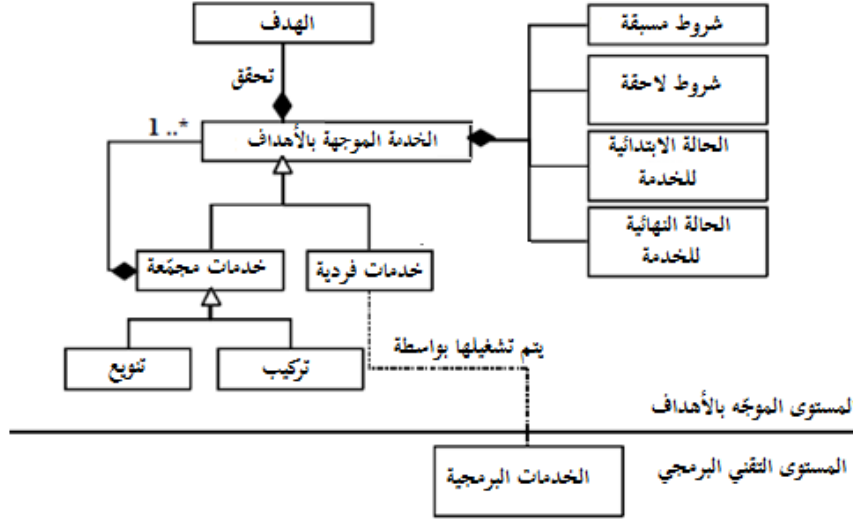 الهدف
شروط مسبقة
تحقق
شروط لاحقة
1 ..*
الخدمة الموجهة بالأهداف
الحالة الابتدائية
للخدمة
الحالة النهائية
للخدمة
خدمات مجمّعة
خدمات فردية
يتم تشغيلها بواسطة
تنويع
تركيب
لمستوى الموجّه بالأهداف
المستوى التقني البرمجي
الخدمات البرمجية